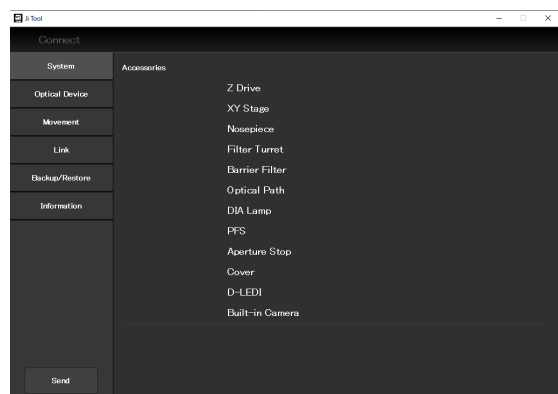 Ji Tool
Connect
System
Accessories
Optical Device
Movement
Link
Backup/Restore
Information
Z Drive
XY Stage
Nosepiece
Filter Turret
Barrier Filter
Optical Path
DIA Lamp
PFS
Aperture Stop
Cover
D-LEDI
Built-in Camera
Send